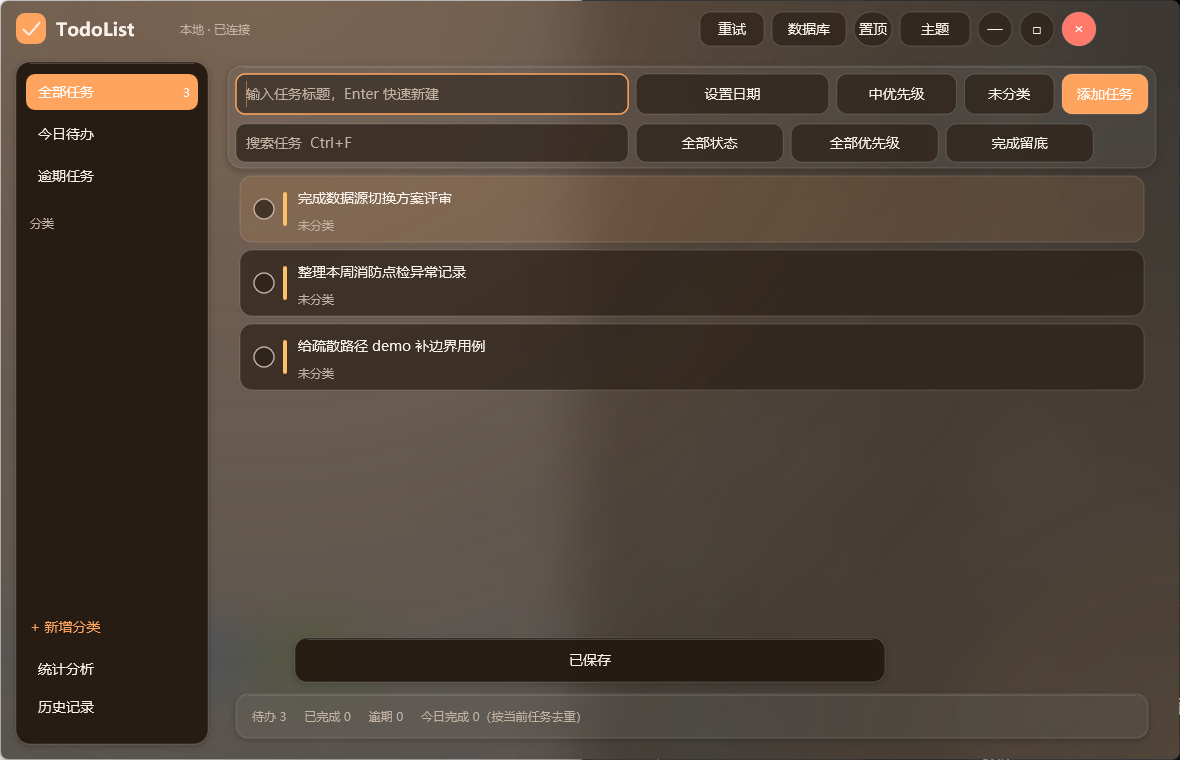 TodoList 本地 · 已连接 重试 数据库 置顶 主题
全部任务 3
今日待办
逾期任务
分类
+ 新增分类
统计分析
历史记录
输入任务标题，Enter 快速新建 设置日期 中优先级 未分类 添加任务
搜索任务 Ctrl+F 全部状态 全部优先级 完成留底
完成数据源切换方案评审
未分类
整理本周消防点检异常记录
未分类
给疏散路径 demo 补边界用例
未分类
已保存
待办 3 已完成 0 逾期 0 今日完成 0（按当前任务去重）